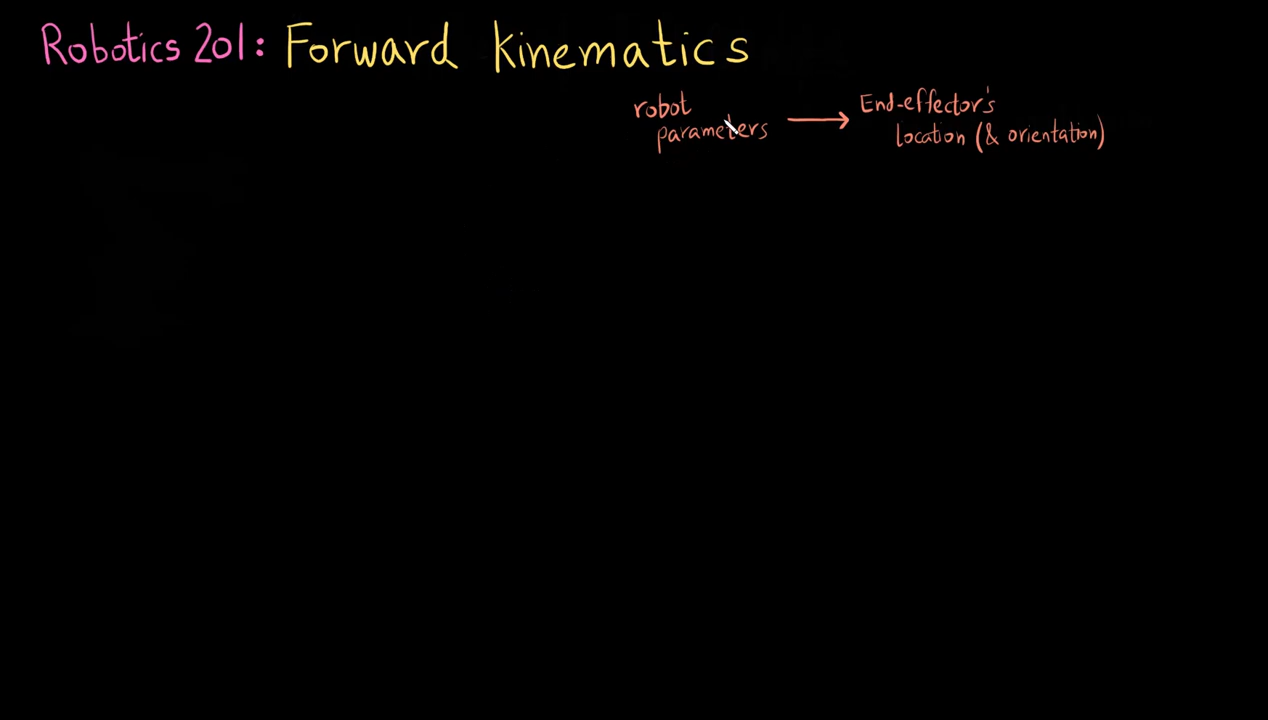 Robotics 201: Forward kinematics
robot
parameters
⟶
End-effector's
location (& orientation)